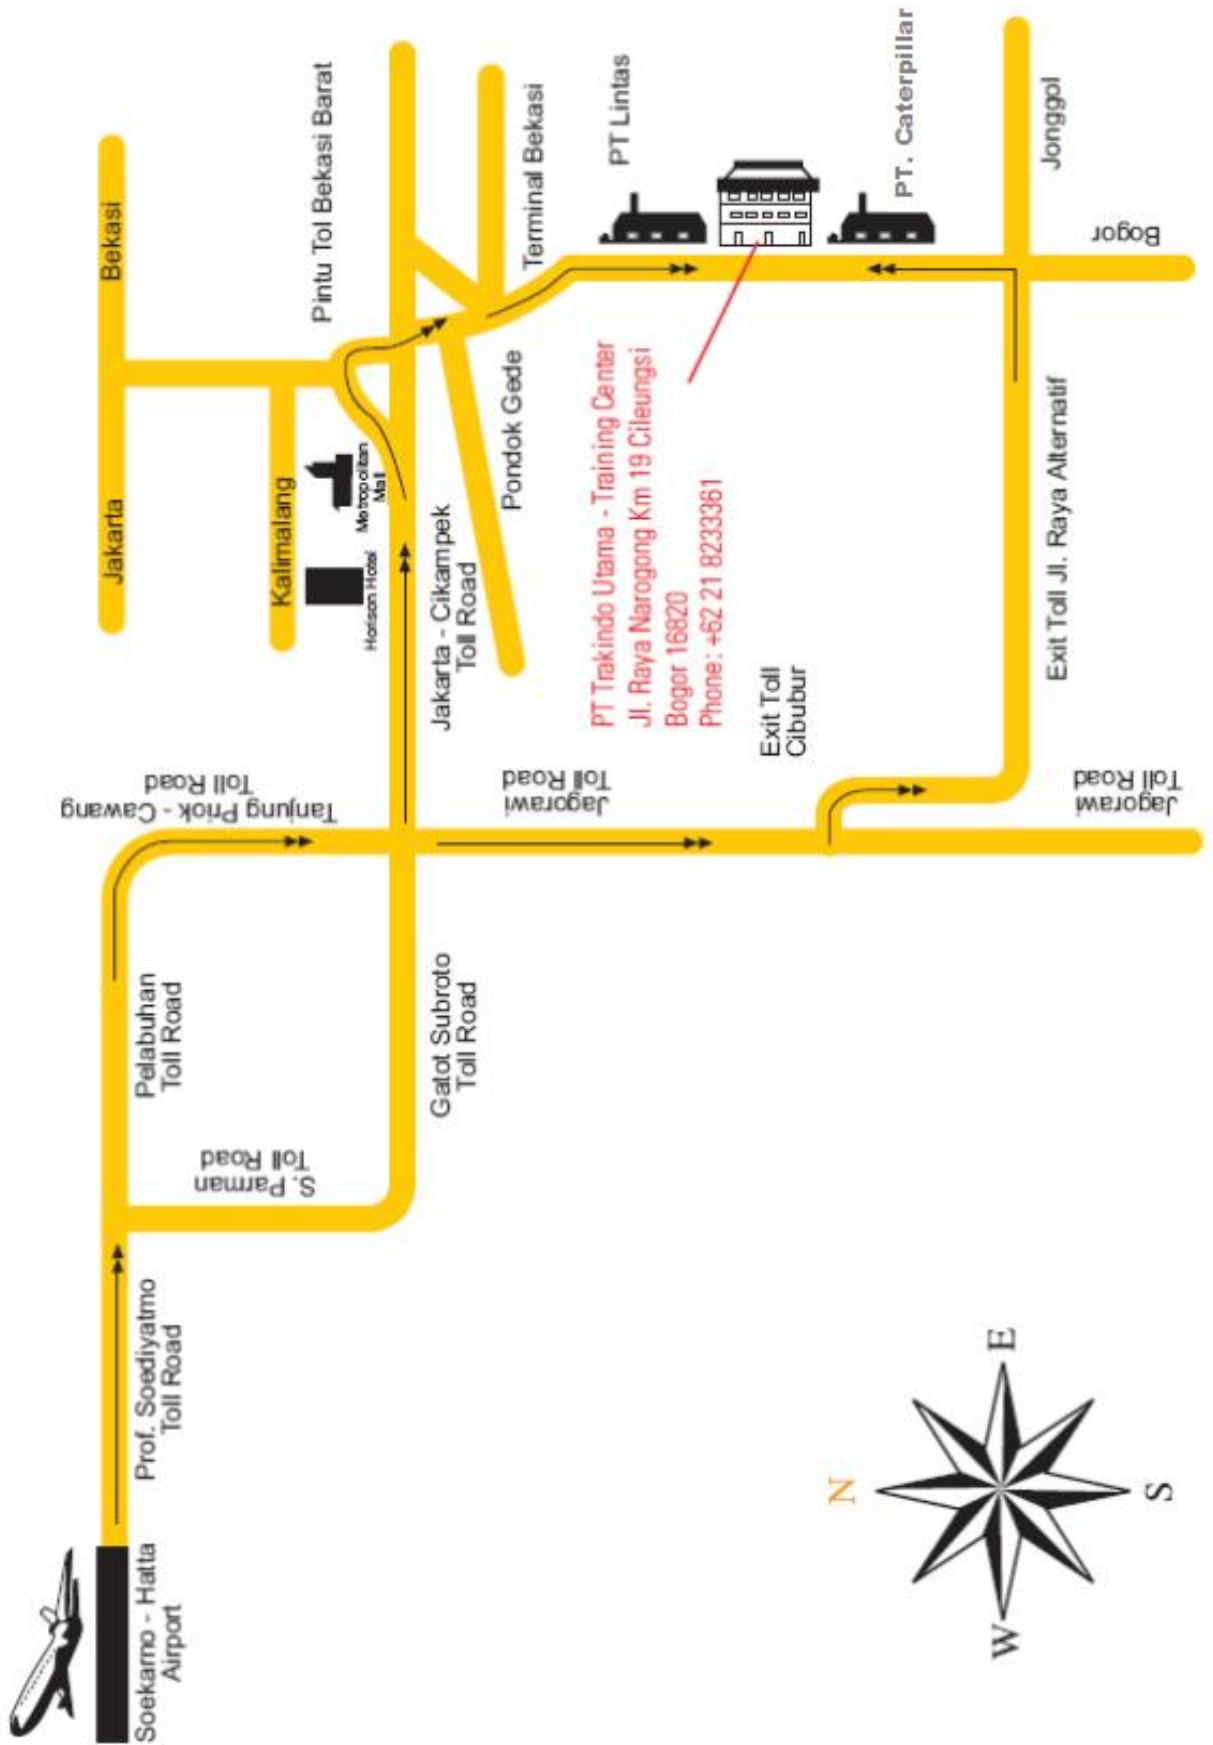 Soekarno - Hatta
Airport
Prof. Soediyatmo
Toll Road
S. Parman
Toll Road
Pelabuhan
Toll Road
Gatot Subroto
Toll Road
Tanjung Priok - Cawang
Toll Road
Jakarta
Bekasi
Kalimalang
Horison Hotel
Metropolitan
Mall
Pintu Tol Bekasi Barat
Jakarta - Cikampek
Toll Road
Pondok Gede
Terminal Bekasi
Jagorawi
Toll Road
PT Trakindo Utama - Training Center
Jl. Raya Narogong Km 19 Cileungsi
Bogor 16820
Phone: +62 21 8233361
PT Lintas
PT. Caterpillar
Exit Toll
Cibubur
Exit Toll Jl. Raya Alternatif
Jonggol
Bogor
Jagorawi
Toll Road
N
W
E
S